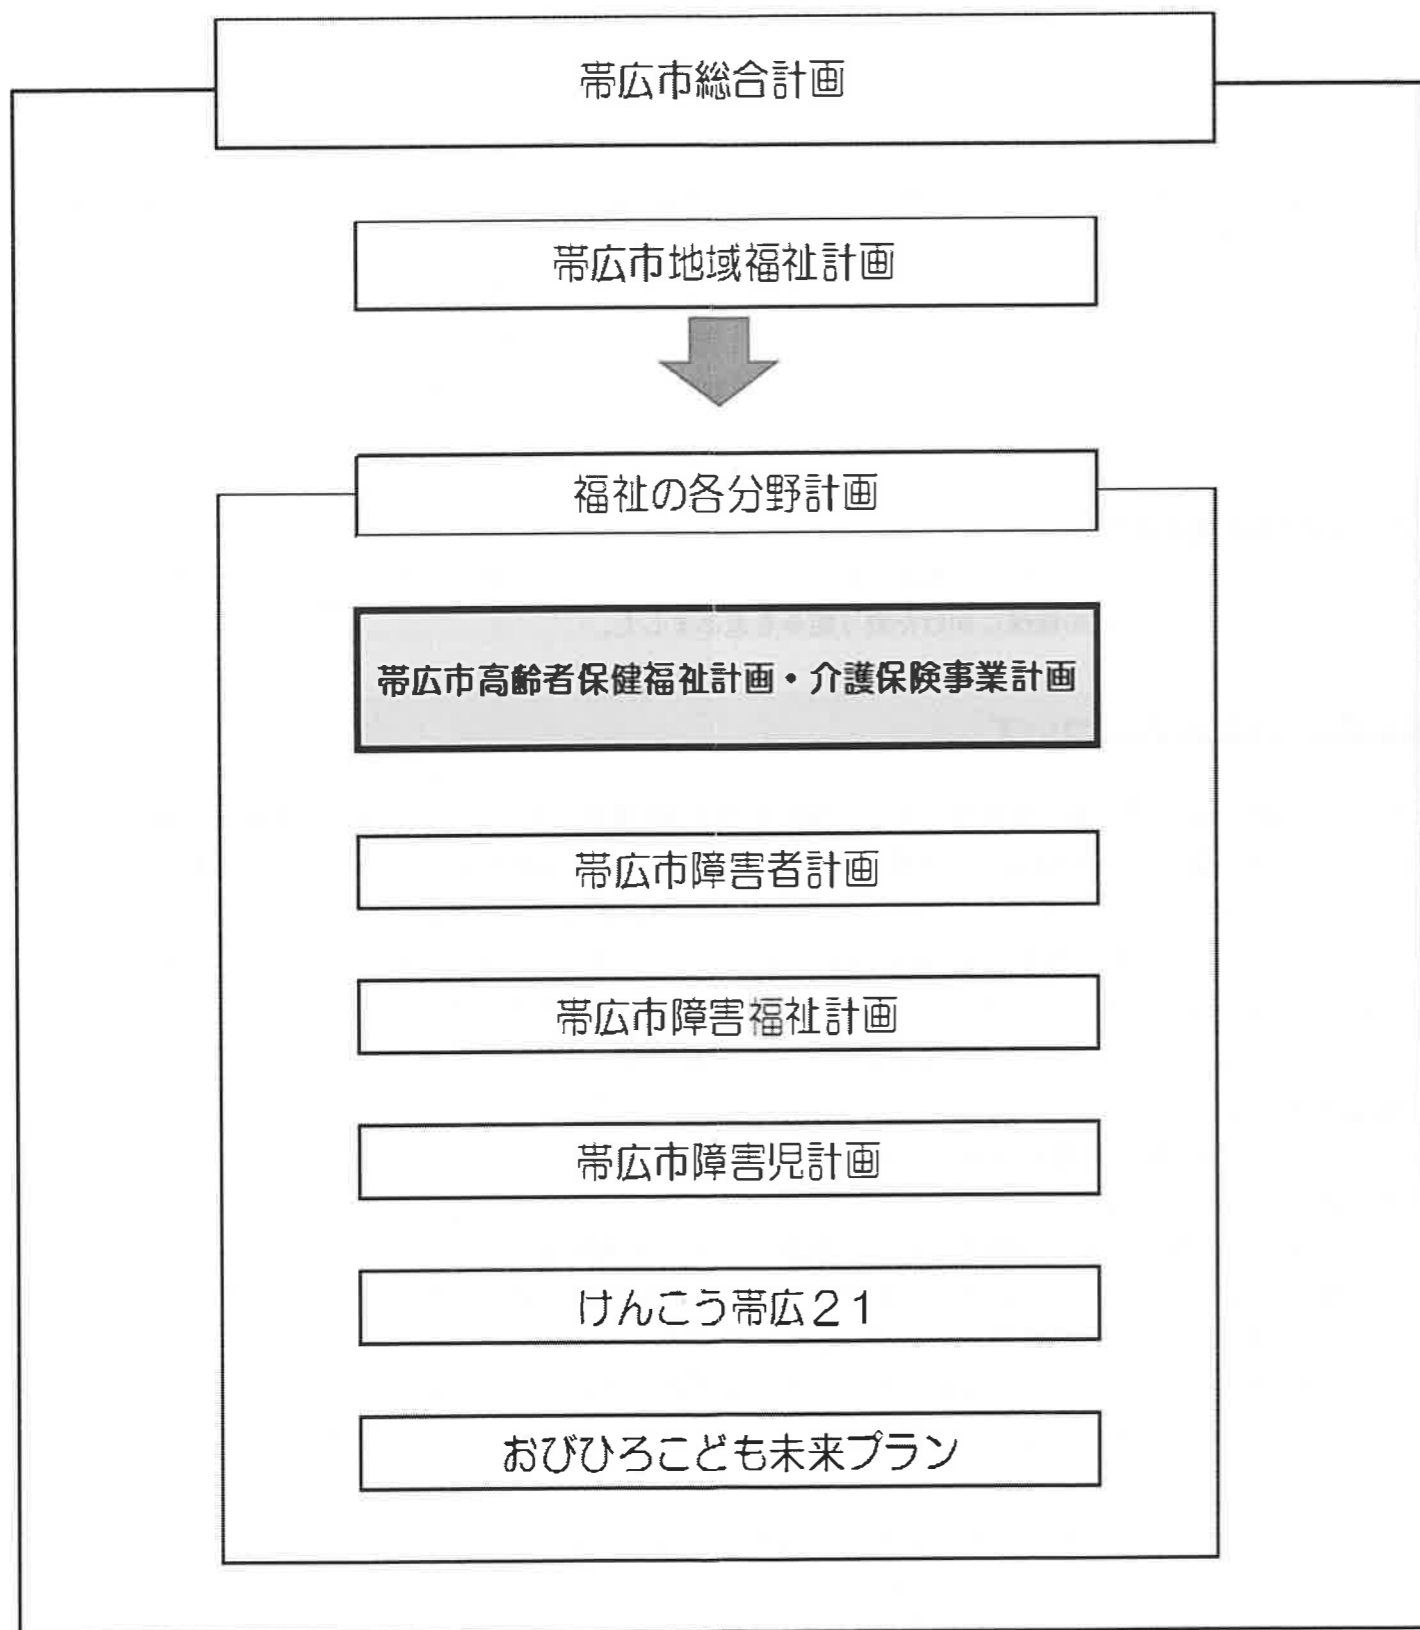 帯広市総合計画
帯広市地域福祉計画
福祉の各分野計画
帯広市高齢者保健福祉計画・介護保険事業計画
帯広市障害者計画
帯広市障害福祉計画
帯広市障害児計画
けんこう帯広２１
おびひろこども未来プラン